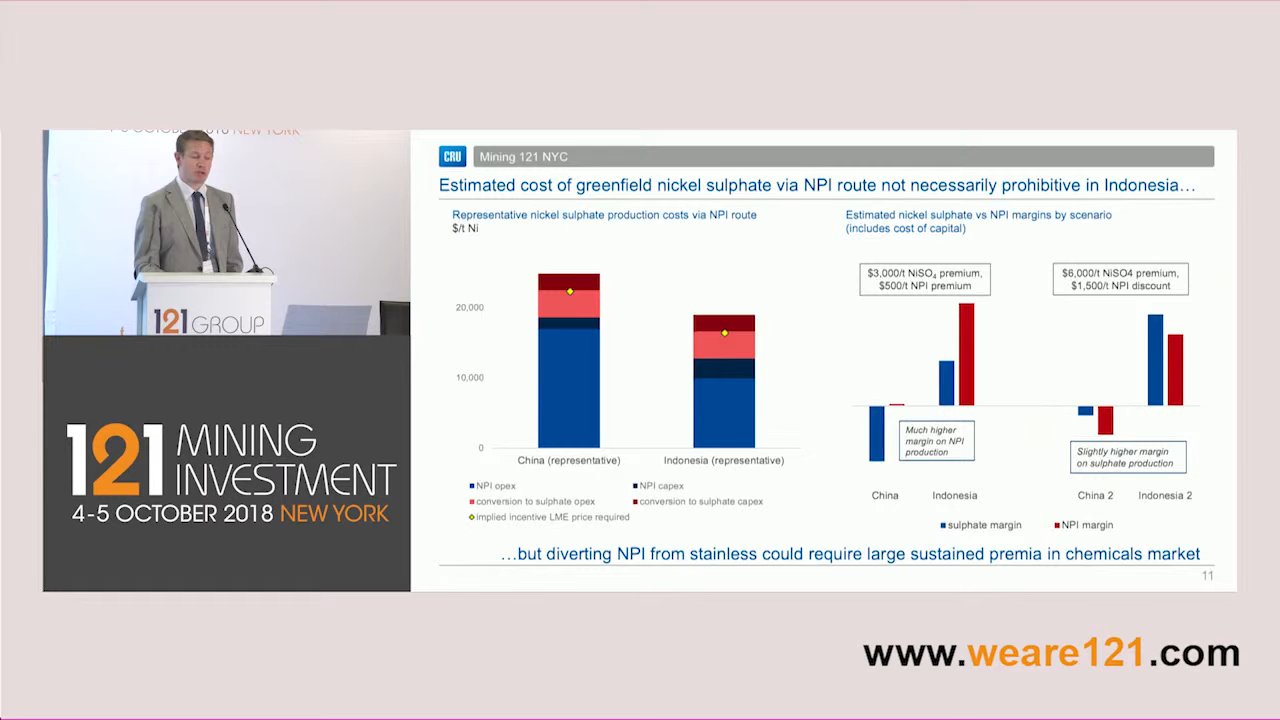 4-5 OCTOBER 2018 NEW YORK
121 GROUP
121 MINING
INVESTMENT
4-5 OCTOBER 2018 NEW YORK
CRU
Mining 121 NYC
Estimated cost of greenfield nickel sulphate via NPI route not necessarily prohibitive in Indonesia…
Representative nickel sulphate production costs via NPI route
$/t Ni
20,000
10,000
0
China (representative)
Indonesia (representative)
NPI opex
NPI capex
conversion to sulphate opex
conversion to sulphate capex
implied incentive LME price required
Estimated nickel sulphate vs NPI margins by scenario
(includes cost of capital)
$3,000/t NiSO₄ premium,
$500/t NPI premium
$6,000/t NiSO4 premium,
$1,500/t NPI discount
Much higher
margin on NPI
production
Slightly higher margin
on sulphate production
China
Indonesia
China 2
Indonesia 2
sulphate margin
NPI margin
…but diverting NPI from stainless could require large sustained premia in chemicals market
11
www.weare121.com